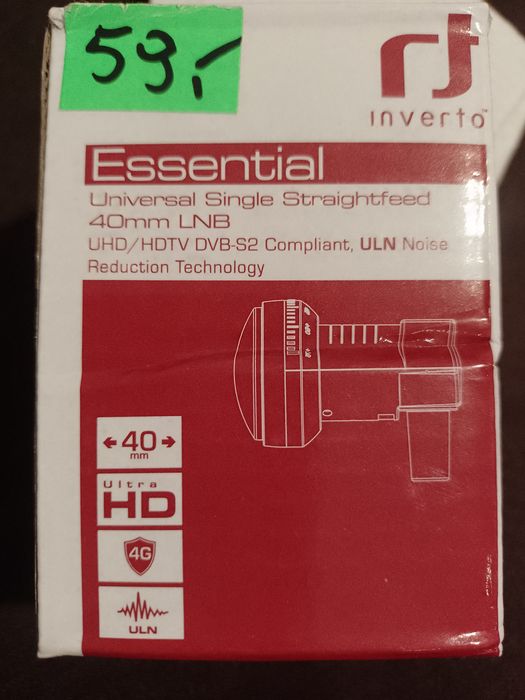 59,-
inverto™
Essential
Universal Single Straightfeed
40mm LNB
UHD/HDTV DVB-S2 Compliant, ULN Noise
Reduction Technology
40
mm
Ultra
HD
4G
ULN